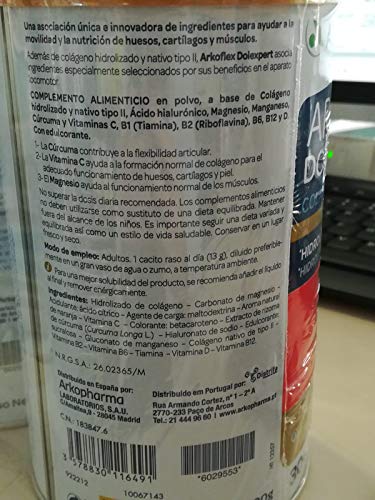 Una asociación única e innovadora de ingredientes para ayudar a la
movilidad y la nutrición de huesos, cartílagos y músculos.
Además de colágeno hidrolizado y nativo tipo II, Arkoflex Dolexpert asocia
ingredientes especialmente seleccionados por sus beneficios en el aparato
locomotor.
COMPLEMENTO ALIMENTICIO en polvo, a base de Colágeno
hidrolizado y nativo tipo II, Ácido hialurónico, Magnesio, Manganeso,
Cúrcuma y Vitaminas C, B1 (Tiamina), B2 (Riboflavina), B6, B12 y D.
Con edulcorante.
1- La Cúrcuma contribuye a la flexibilidad articular.
2- La Vitamina C ayuda a la formación normal de colágeno para el
adecuado funcionamiento de huesos, cartílagos y piel.
3- El Magnesio ayuda al funcionamiento normal de los músculos.
No superar la dosis diaria recomendada. Los complementos alimenticios
no deben utilizarse como sustituto de una dieta equilibrada. Mantener
fuera del alcance de los niños. Es importante seguir una dieta variada y
equilibrada así como un estilo de vida saludable. Conservar en un lugar
fresco y seco.
Modo de empleo: Adultos. 1 cacito raso al día (13 g), diluido preferible-
mente en un gran vaso de agua o zumo, a temperatura ambiente.
Para una mejor solubilidad del producto, se recomienda añadir el líquido
al final y remover enérgicamente.
Ingredientes: Hidrolizado de colágeno - Carbonato de magnesio -
Acidulante: ácido cítrico - Agente de carga: maltodextrina - Aroma natural
de naranja - Vitamina C - Colorante: betacaroteno - Extracto de rizoma
de cúrcuma (Curcuma Longa L.) - Hialuronato de sodio - Edulcorante:
sucralosa - Gluconato de manganeso - Colágeno nativo de tipo II -
Vitamina B2 - Vitamina B6 - Tiamina - Vitamina D - Vitamina B12.
N.R.G.S.A.: 26.02365/M
Distribuido en España por:
Arkopharma
LABORATORIOS, S.A.U.
28045 Madrid
C.N.: 183847.6
Distribuido em Portugal por: Distrifa
Rua Armando Cortez, nº 1 - 2º A
2770-233 Paço de Arcos
Tel.: 21 444 96 80 | www.arkopharma.pt
3 578830 116491
*6029553*
922212
10067143